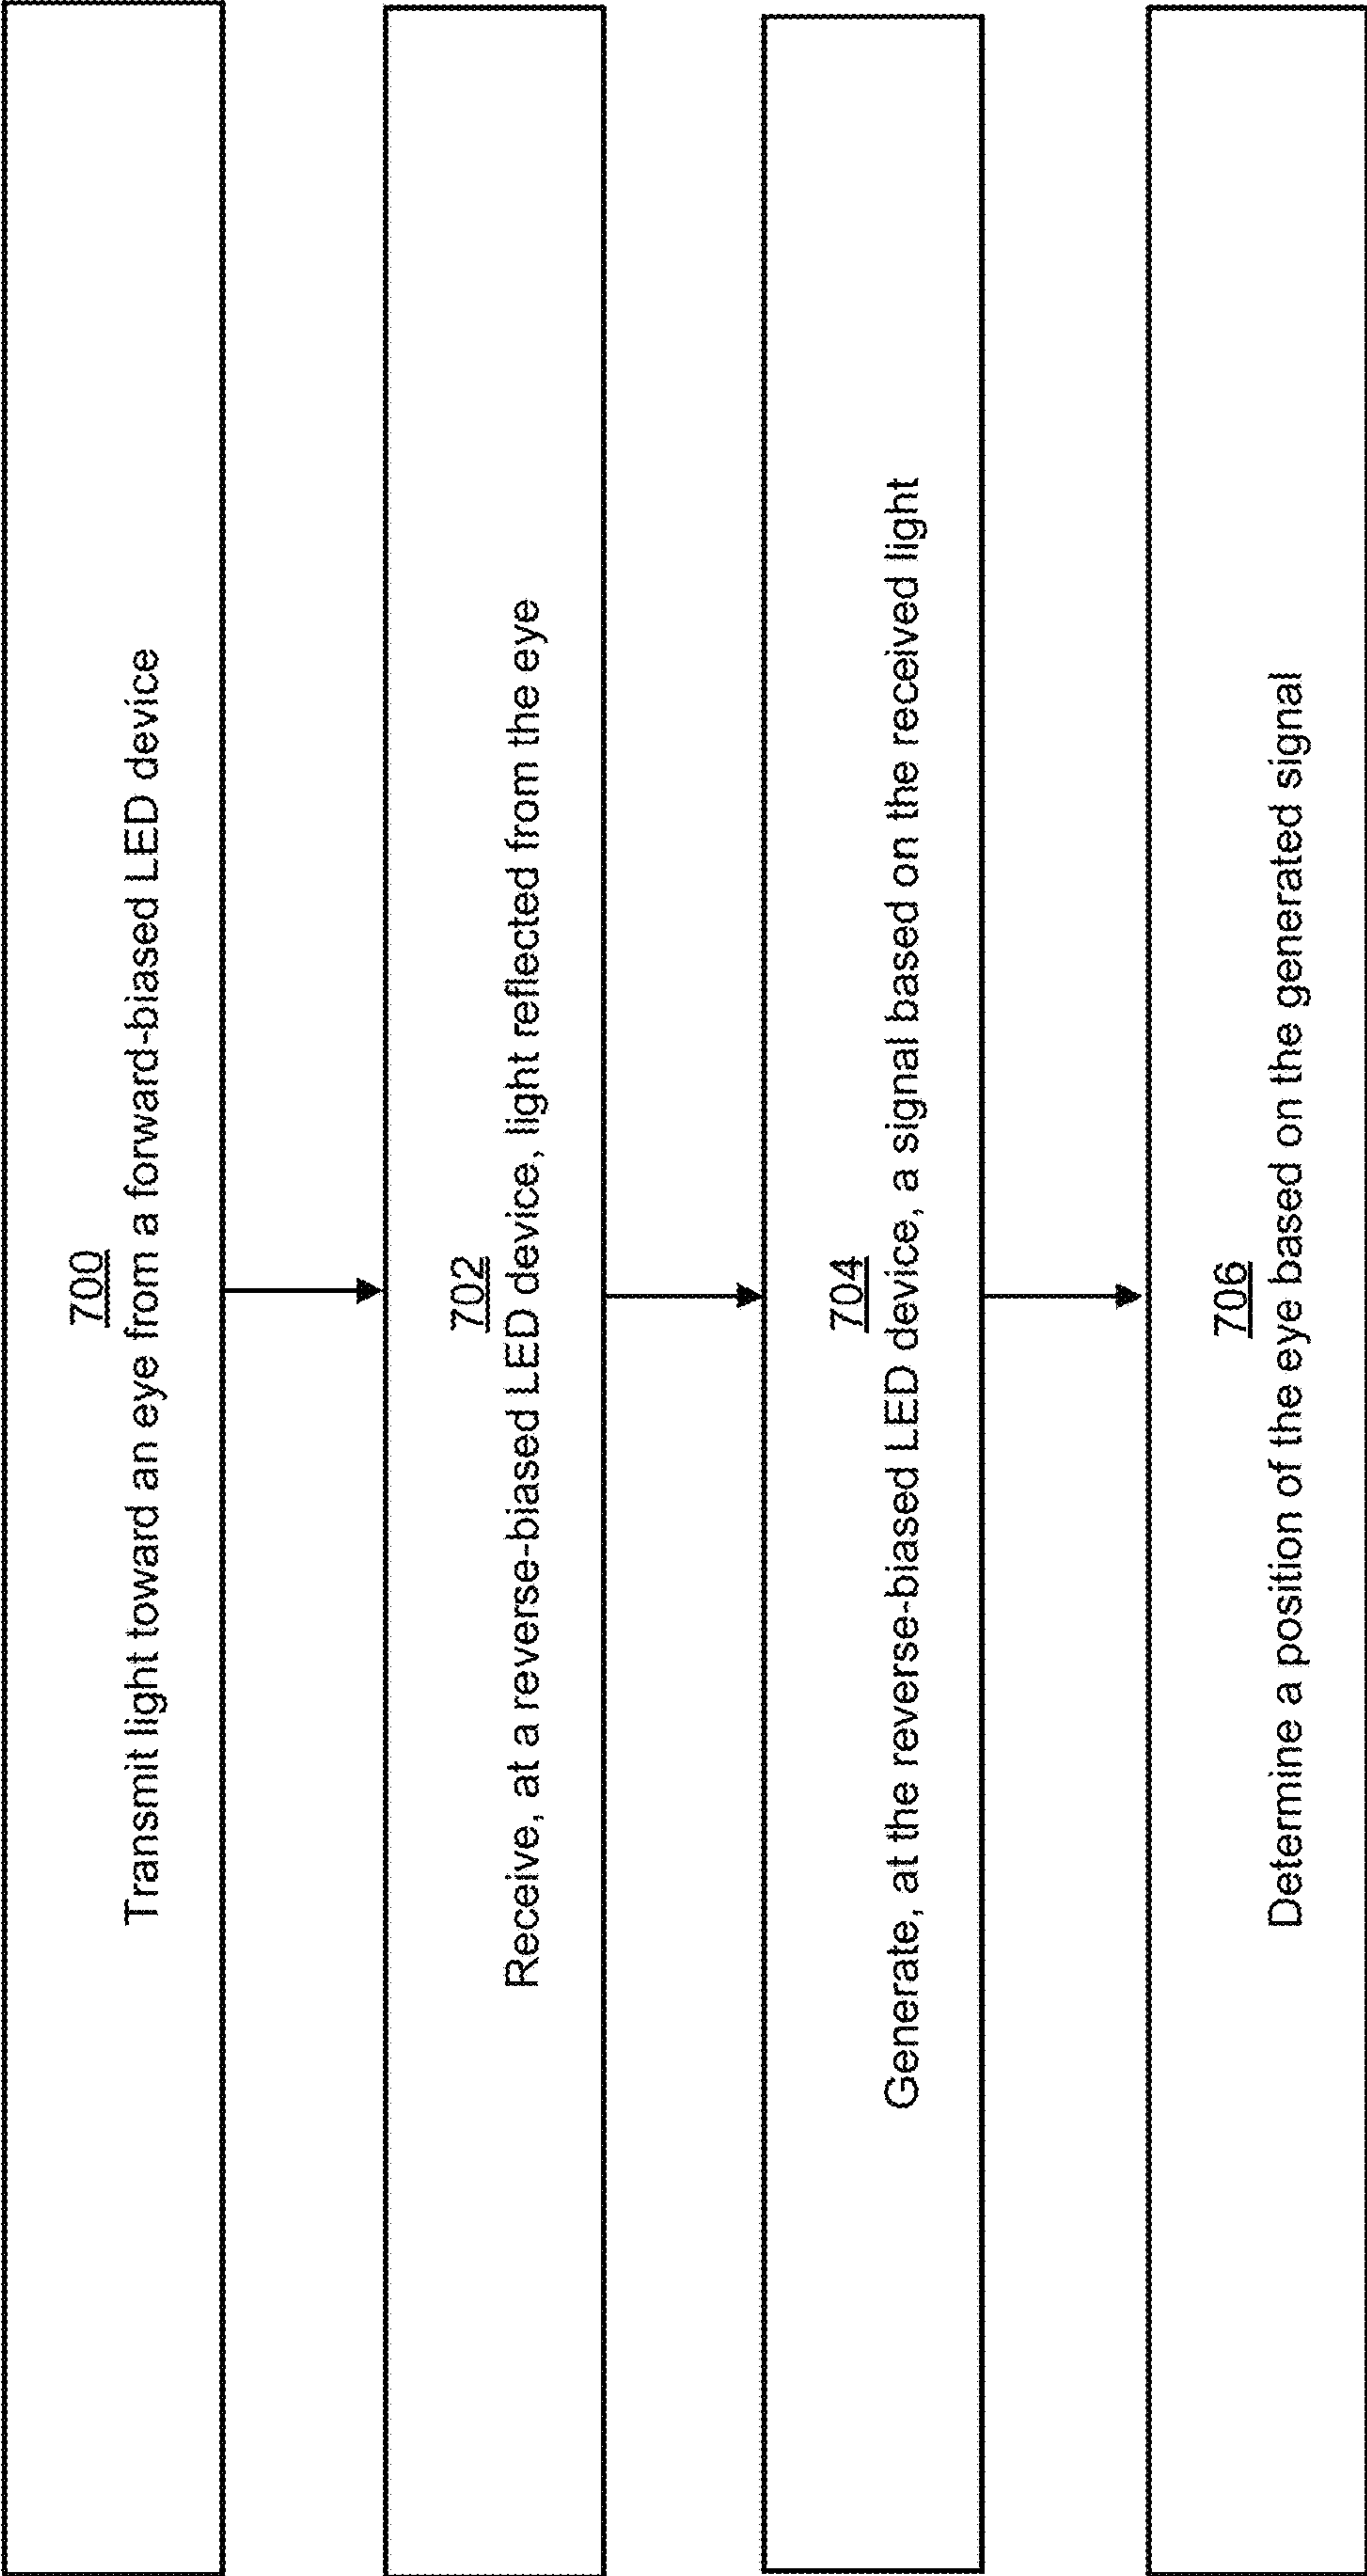 700
Transmit light toward an eye from a forward-biased LED device
702
Receive, at a reverse-biased LED device, light reflected from the eye
704
Generate, at the reverse-biased LED device, a signal based on the received light
706
Determine a position of the eye based on the generated signal